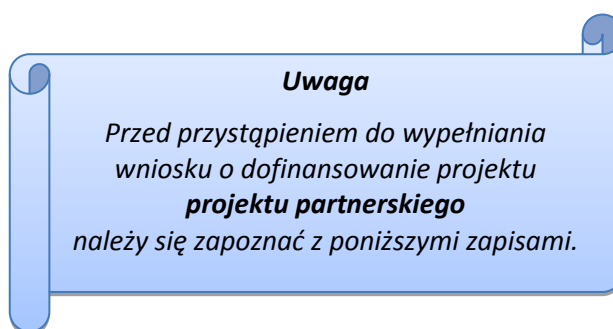 Uwaga
Przed przystąpieniem do wypełniania
wniosku o dofinansowanie projektu
projektu partnerskiego
należy się zapoznać z poniższymi zapisami.